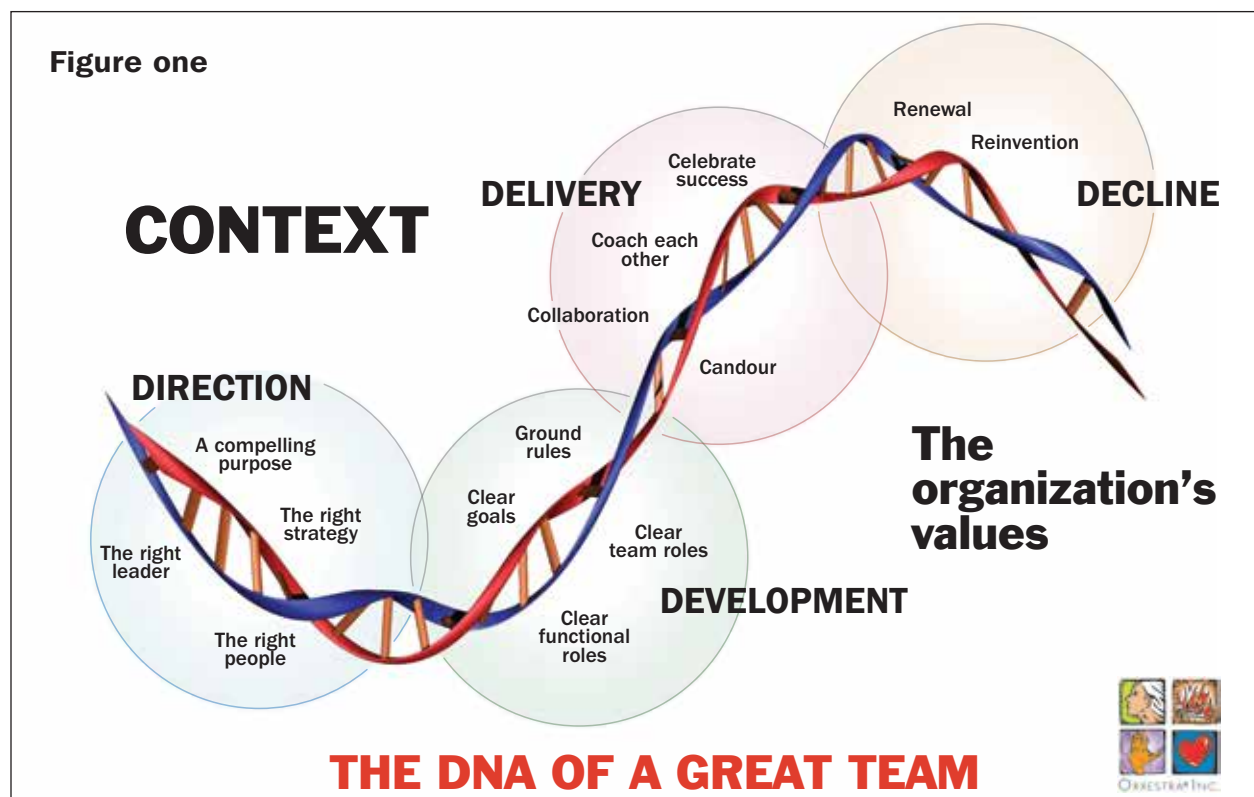 Figure one
CONTEXT
DIRECTION
A compelling
purpose
The right
strategy
The right
leader
The right
people
Ground
rules
Clear
goals
Clear
team roles
Clear
functional
roles
DEVELOPMENT
DELIVERY
Celebrate
success
Coach each
other
Collaboration
Candour
Renewal
Reinvention
DECLINE
The
organization's
values
THE DNA OF A GREAT TEAM
ORKESTRA INC.